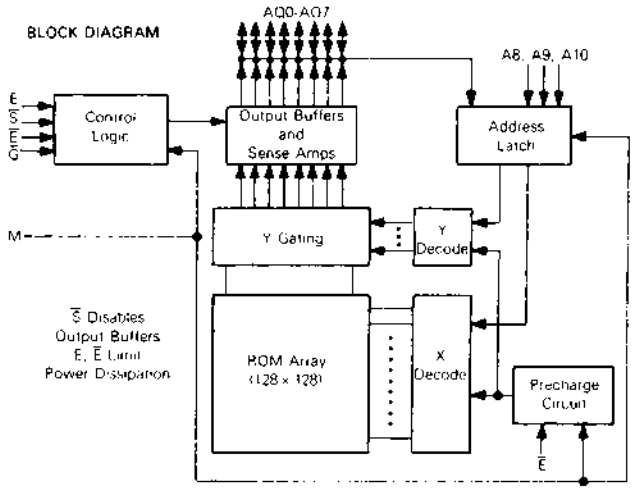 AQ0-AQ7
BLOCK DIAGRAM
A8, A9, A10
E
S̅
E̅
G̅
Control
Logic
Output Buffers
and
Sense Amps
Address
Latch
M
Y Gating
Y
Decode
S̅ Disables
Output Buffers
E, E̅ Limit
Power Dissipation
ROM Array
(128 × 128)
X
Decode
Precharge
Circuit
E̅